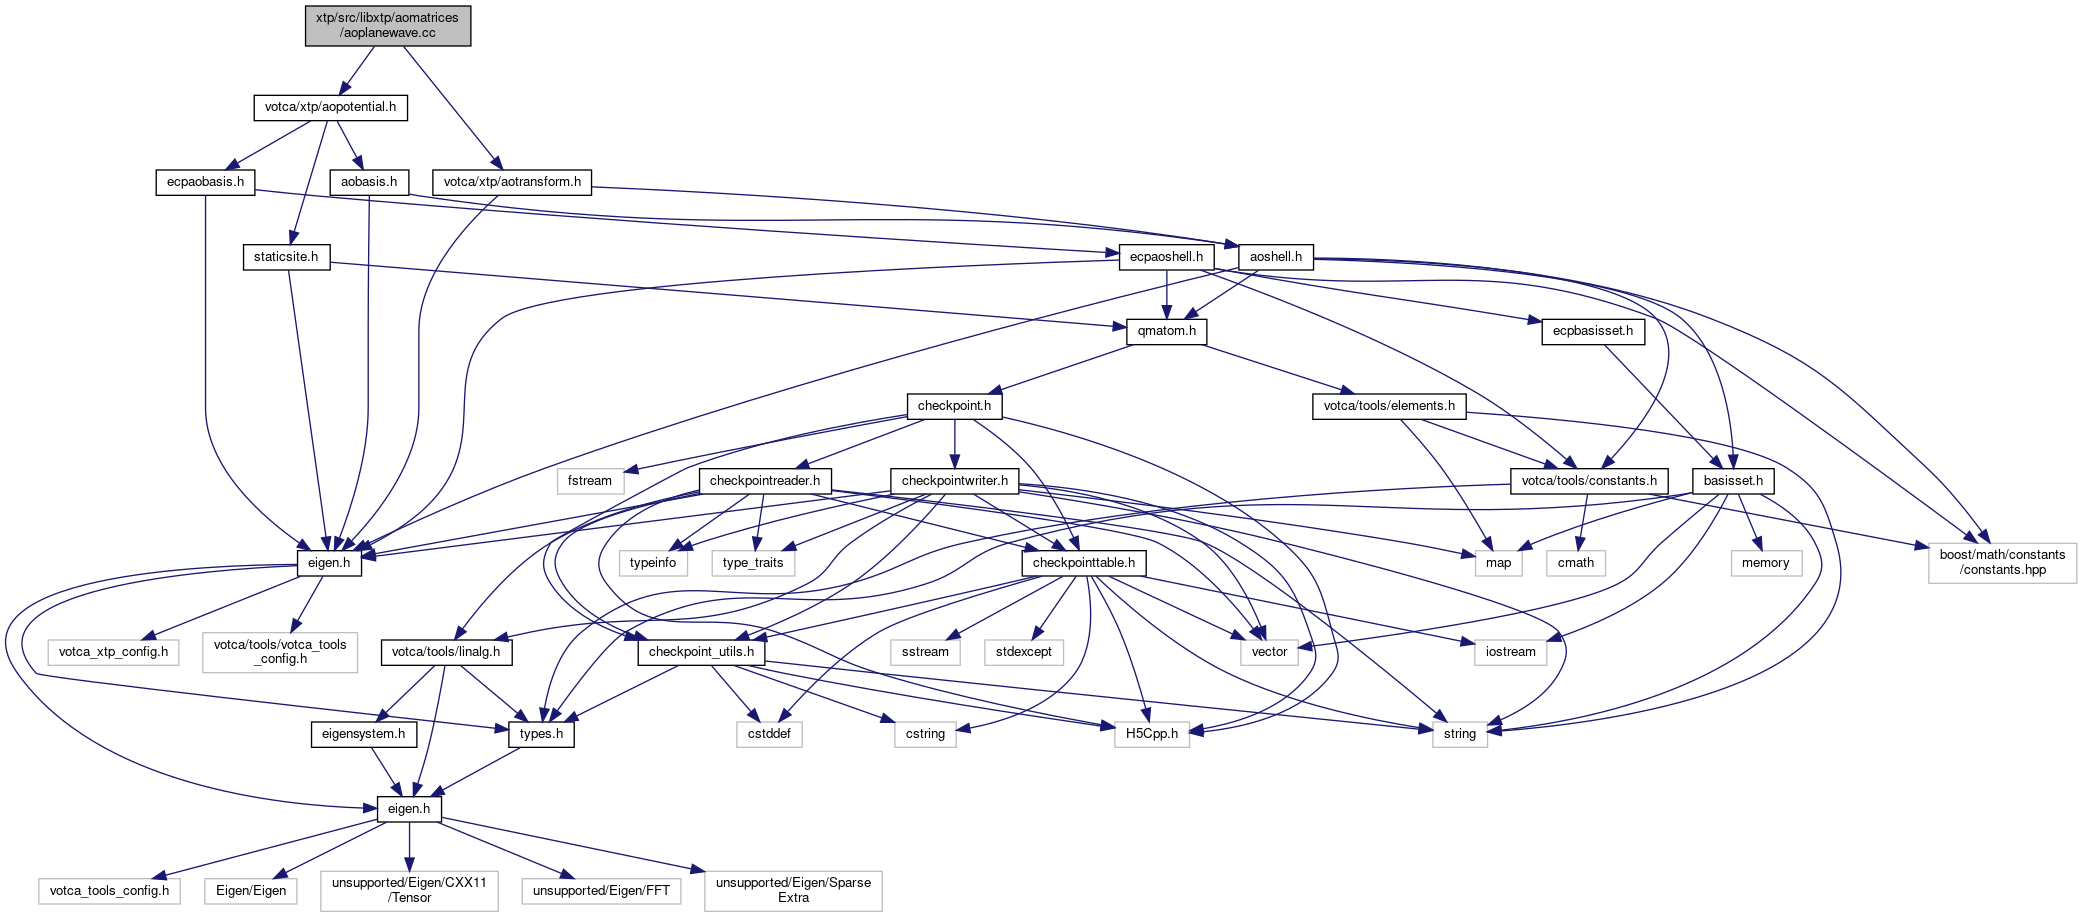 xtp/src/libxtp/aomatrices
/aoplanewave.cc
votca/xtp/aopotential.h
ecpaobasis.h
aobasis.h
votca/xtp/aotransform.h
staticsite.h
ecpaoshell.h
aoshell.h
qmatom.h
ecpbasisset.h
checkpoint.h
votca/tools/elements.h
fstream
checkpointreader.h
checkpointwriter.h
votca/tools/constants.h
basisset.h
eigen.h
typeinfo
type_traits
checkpointtable.h
map
cmath
memory
boost/math/constants
/constants.hpp
votca_xtp_config.h
votca/tools/votca_tools
_config.h
votca/tools/linalg.h
checkpoint_utils.h
sstream
stdexcept
vector
iostream
eigensystem.h
types.h
cstddef
cstring
H5Cpp.h
string
eigen.h
votca_tools_config.h
Eigen/Eigen
unsupported/Eigen/CXX11
/Tensor
unsupported/Eigen/FFT
unsupported/Eigen/Sparse
Extra